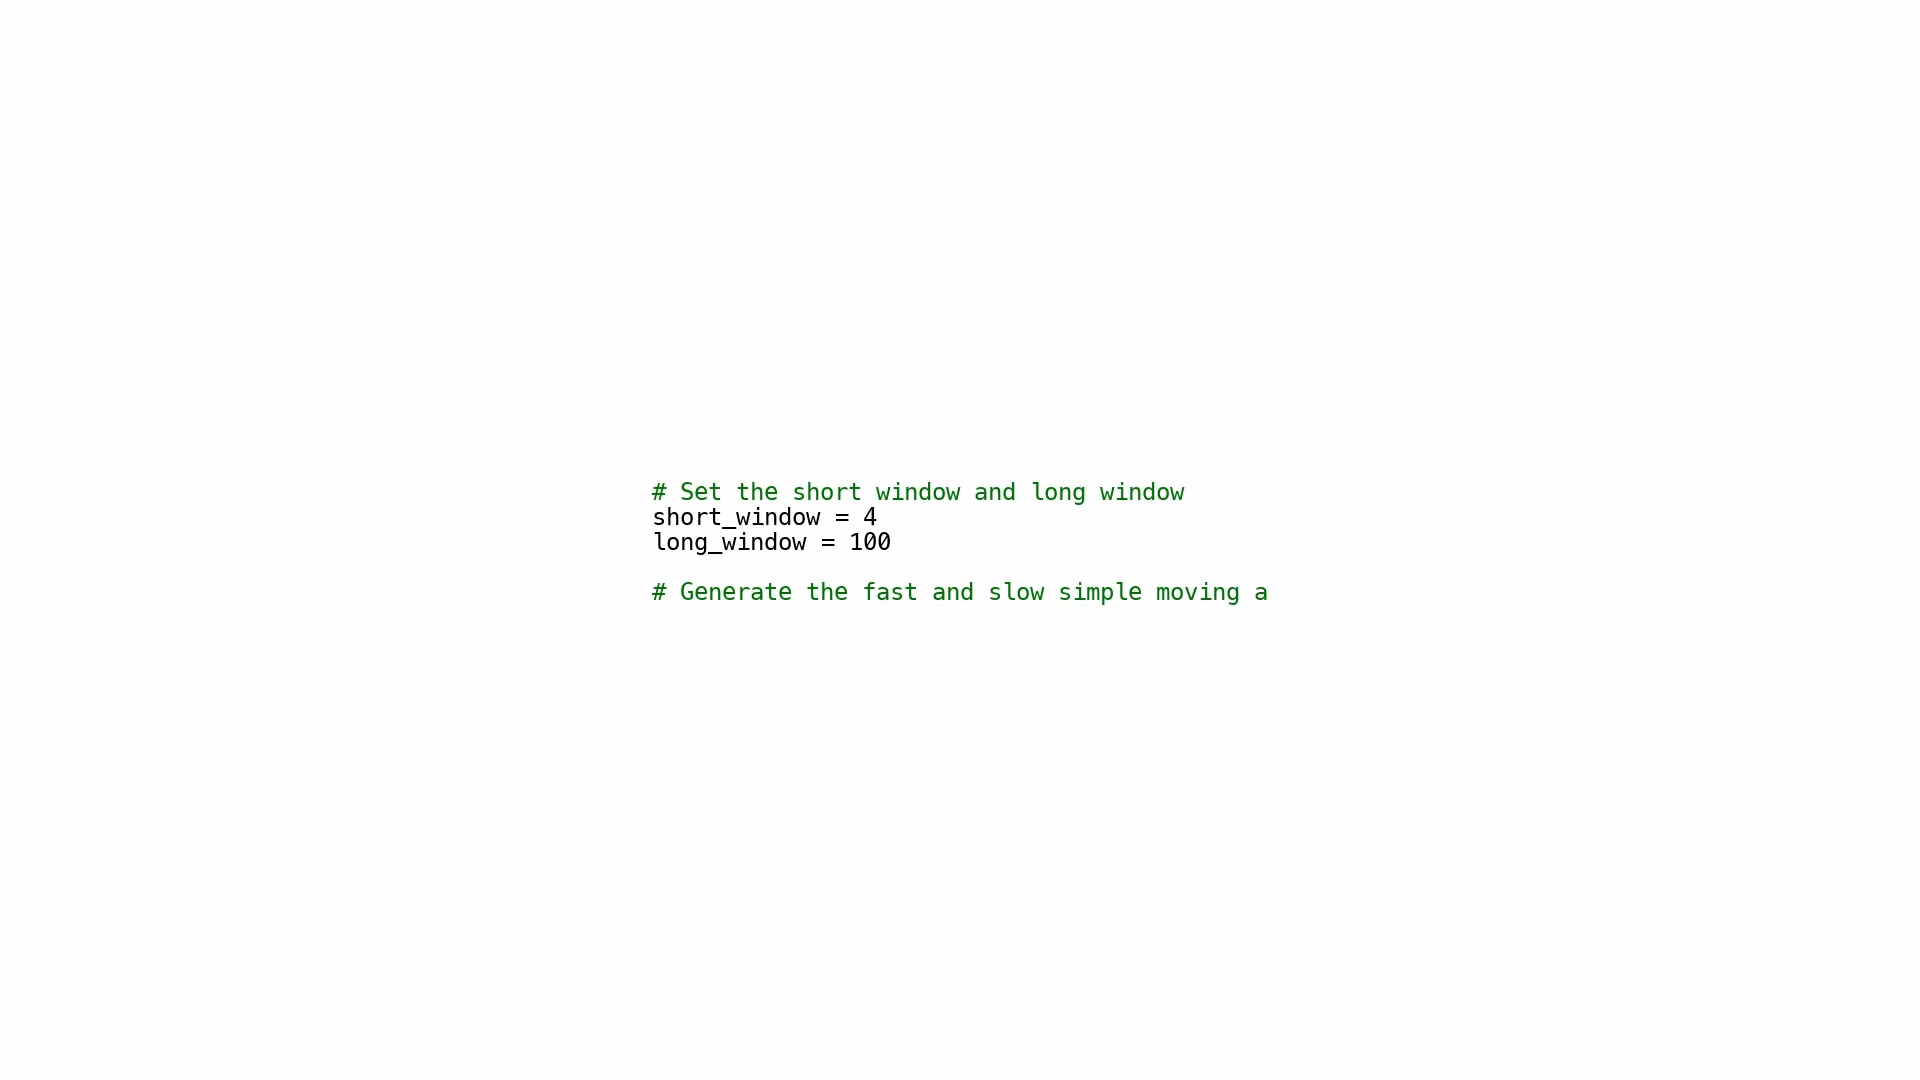 # Set the short window and long window
short_window = 4
long_window = 100
# Generate the fast and slow simple moving a